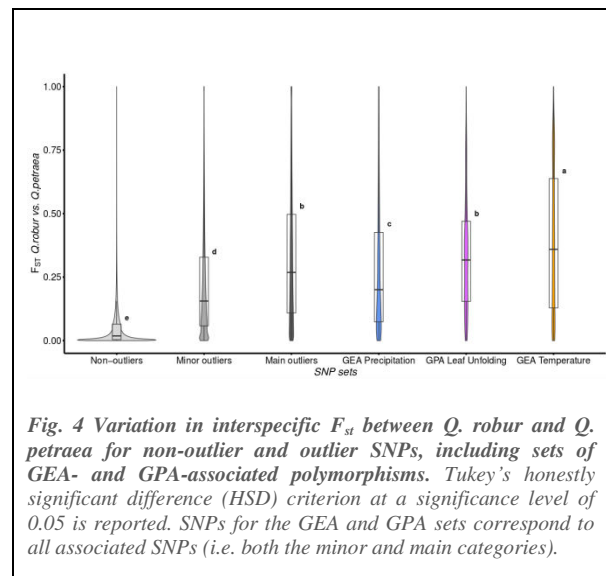 1.00
0.75
0.50
0.25
0.00
FST Q.robur vs. Q.petraea
e
d
b
c
b
a
Non-outliers
Minor outliers
Main outliers
GEA Precipitation
GPA Leaf Unfolding
GEA Temperature
SNP sets
Fig. 4 Variation in interspecific Fst between Q. robur and Q.
petraea for non-outlier and outlier SNPs, including sets of
GEA- and GPA-associated polymorphisms. Tukey's honestly
significant difference (HSD) criterion at a significance level of
0.05 is reported. SNPs for the GEA and GPA sets correspond to
all associated SNPs (i.e. both the minor and main categories).